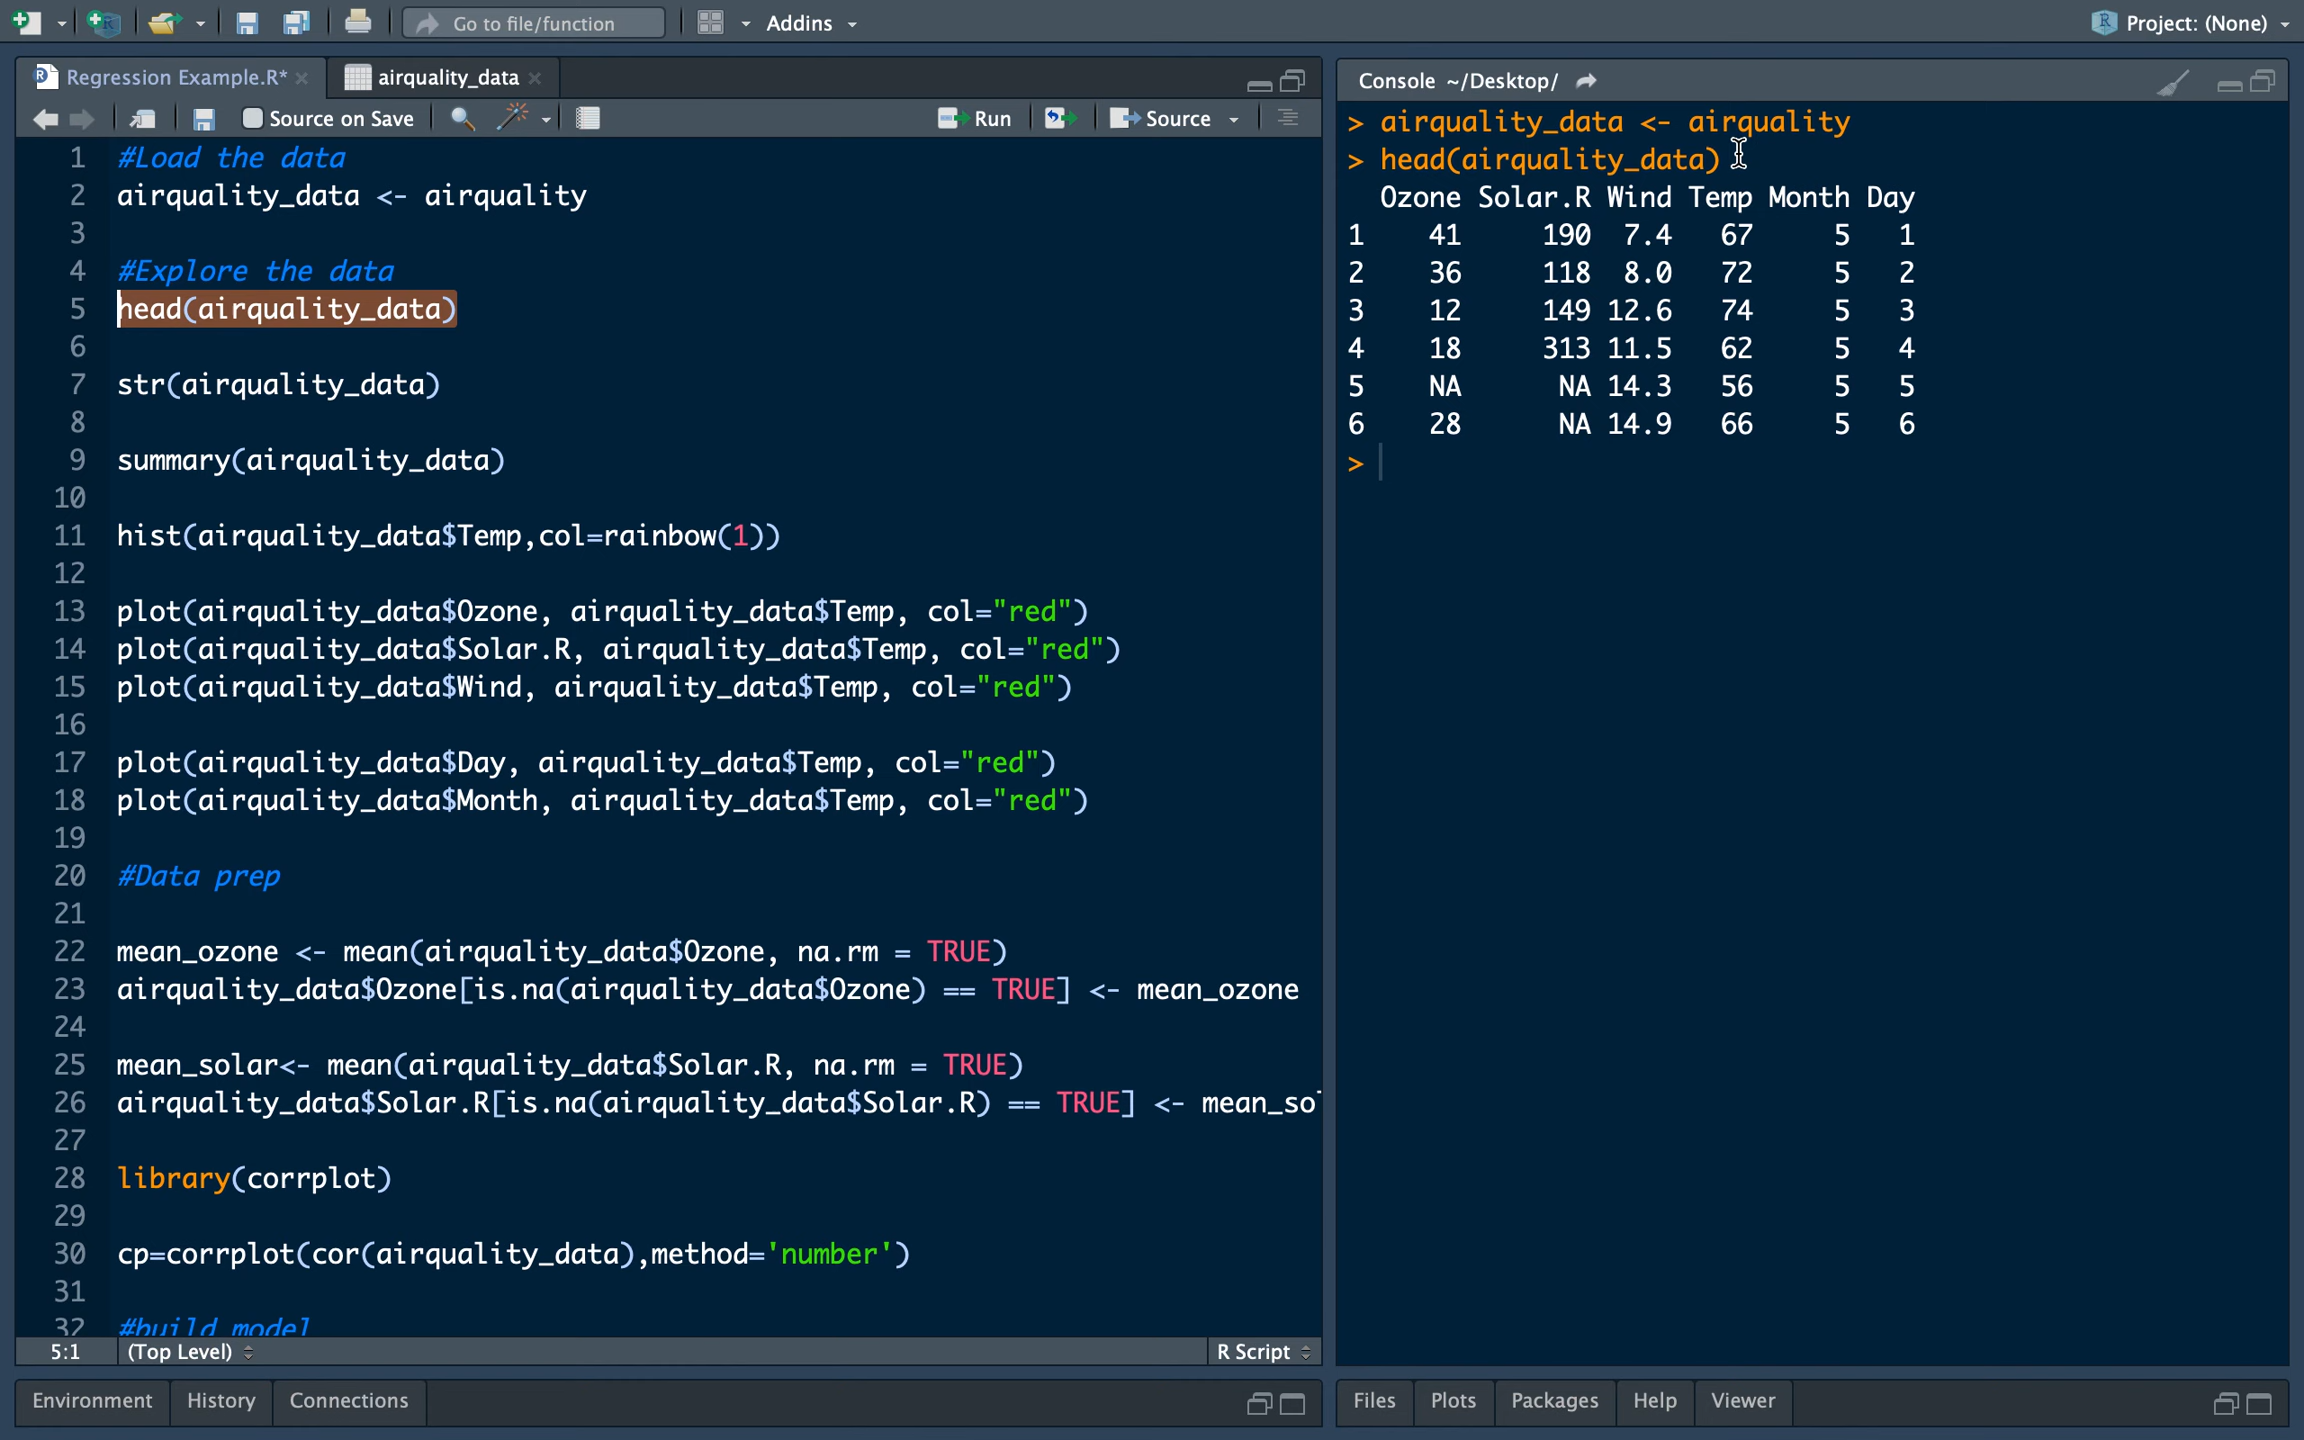 Go to file/function
Addins
Project: (None)
Regression Example.R*
airquality_data
Source on Save
Run
Source
1 #Load the data
2 airquality_data <- airquality
3
4 #Explore the data
5 head(airquality_data)
6
7 str(airquality_data)
8
9 summary(airquality_data)
10
11 hist(airquality_data$Temp,col=rainbow(1))
12
13 plot(airquality_data$Ozone, airquality_data$Temp, col="red")
14 plot(airquality_data$Solar.R, airquality_data$Temp, col="red")
15 plot(airquality_data$Wind, airquality_data$Temp, col="red")
16
17 plot(airquality_data$Day, airquality_data$Temp, col="red")
18 plot(airquality_data$Month, airquality_data$Temp, col="red")
19
20 #Data prep
21
22 mean_ozone <- mean(airquality_data$Ozone, na.rm = TRUE)
23 airquality_data$Ozone[is.na(airquality_data$Ozone) == TRUE] <- mean_ozone
24
25 mean_solar<- mean(airquality_data$Solar.R, na.rm = TRUE)
26 airquality_data$Solar.R[is.na(airquality_data$Solar.R) == TRUE] <- mean_so
27
28 library(corrplot)
29
30 cp=corrplot(cor(airquality_data),method='number')
31
32 #build model
5:1 (Top Level)
R Script
Environment
History
Connections
Console ~/Desktop/
> airquality_data <- airquality
> head(airquality_data)
Ozone Solar.R Wind Temp Month Day
1 41 190 7.4 67 5 1
2 36 118 8.0 72 5 2
3 12 149 12.6 74 5 3
4 18 313 11.5 62 5 4
5 NA NA 14.3 56 5 5
6 28 NA 14.9 66 5 6
>
Files
Plots
Packages
Help
Viewer